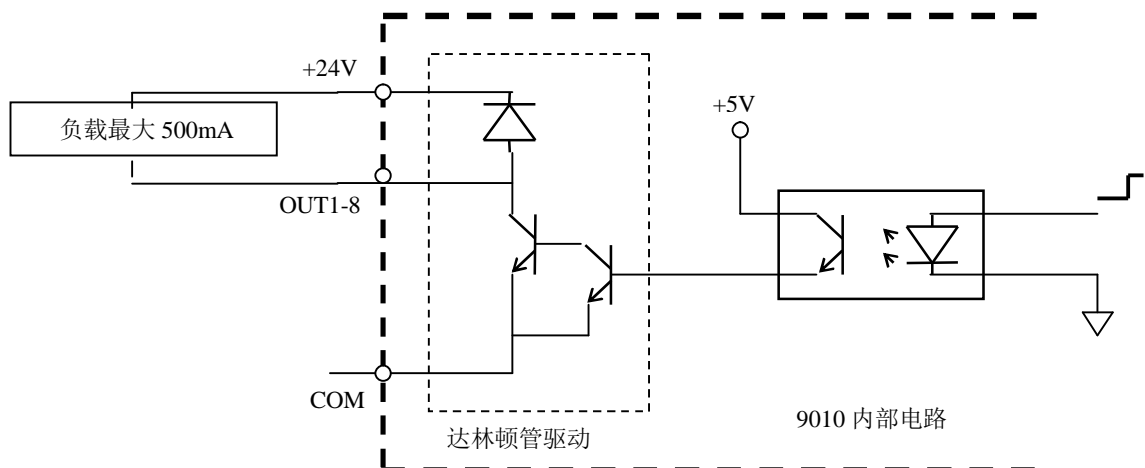 +24V
+5V
负载最大 500mA
OUT1-8
COM
9010 内部电路
达林顿管驱动